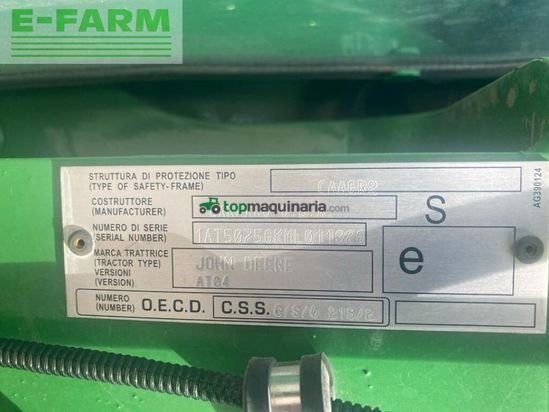 E-FARM
STRUTTURA DI PROTEZIONE TIPO
(TYPE OF SAFETY-FRAME)
CAAGR2
COSTRUTTORE
(MANUFACTURER)
topmaquinaria.com
S
NUMERO DI SERIE
(SERIAL NUMBER)
MARCA TRATTRICE
(TRACTOR TYPE)
JOHN DEERE
VERSIONI
(VERSION)
AT04
e
NUMERO
(NUMBER)
O.E.C.D.
C.S.S.
AG390124